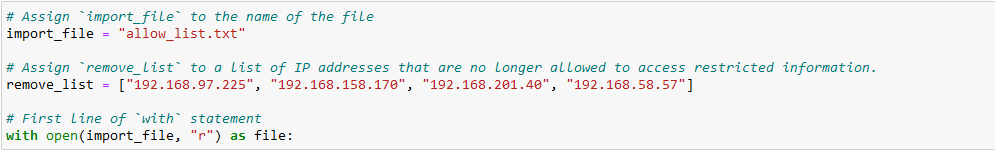 # Assign `import_file` to the name of the file
import_file = "allow_list.txt"
# Assign `remove_list` to a list of IP addresses that are no longer allowed to access restricted information.
remove_list = ["192.168.97.225", "192.168.158.170", "192.168.201.40", "192.168.58.57"]
# First line of `with` statement
with open(import_file, "r") as file: